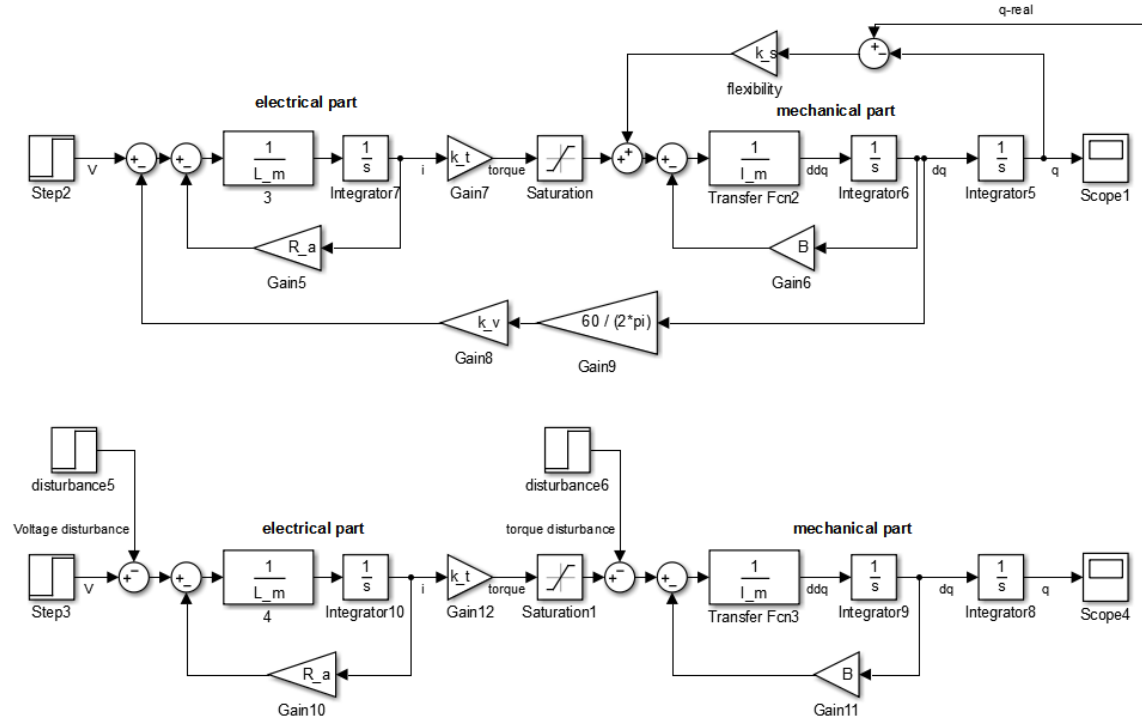 q-real
+
-
k_s
flexibility
electrical part
mechanical part
Step2
V
+
-
+
-
1
L_m
3
1
s
Integrator7
i
k_t
Gain7
torque
Saturation
+
+
+
-
1
I_m
Transfer Fcn2
ddq
1
s
Integrator6
dq
1
s
Integrator5
q
Scope1
R_a
Gain5
B
Gain6
k_v
Gain8
60 / (2*pi)
Gain9
disturbance5
disturbance6
Voltage disturbance
electrical part
torque disturbance
mechanical part
Step3
V
+
-
+
-
1
L_m
4
1
s
Integrator10
i
k_t
Gain12
torque
Saturation1
+
-
+
-
1
I_m
Transfer Fcn3
ddq
1
s
Integrator9
dq
1
s
Integrator8
q
Scope4
R_a
Gain10
B
Gain11